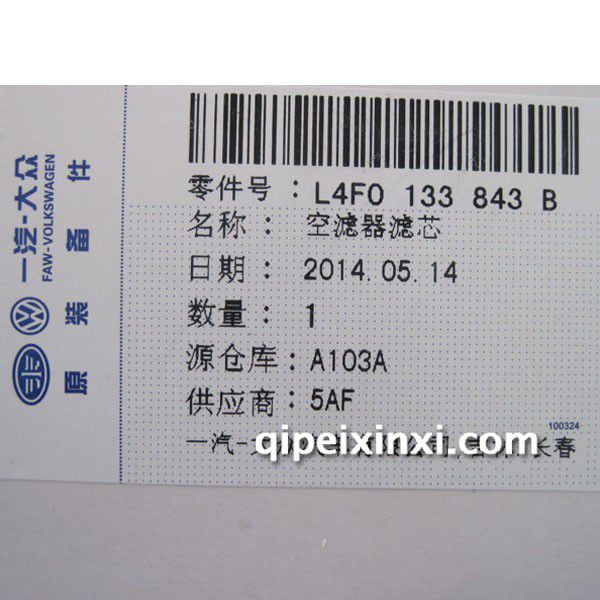 零件号：L4F0 133 843 B
名称：空滤器滤芯
日期：2014.05.14
数量：1
源仓库：A103A
供应商：5AF
100324
一汽-
长春
qipeixinxi.com
一汽-大众
FAW-VOLKSWAGEN
原装备件